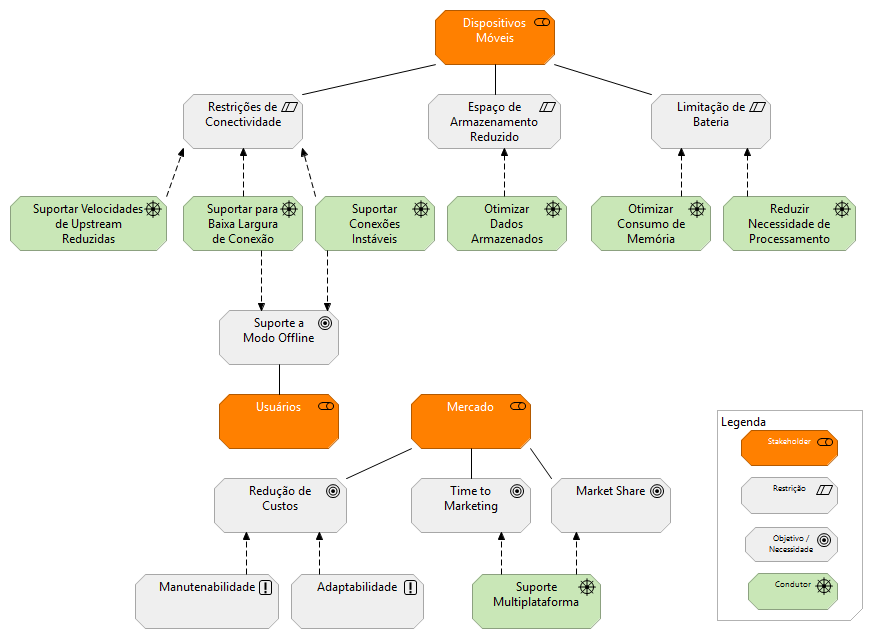 Dispositivos
Móveis
Restrições de
Conectividade
Espaço de
Armazenamento
Reduzido
Limitação de
Bateria
Suportar Velocidades
de Upstream
Reduzidas
Suportar para
Baixa Largura
de Conexão
Suportar
Conexões
Instáveis
Otimizar
Dados
Armazenados
Otimizar
Consumo de
Memória
Reduzir
Necessidade de
Processamento
Suporte a
Modo Offline
Usuários
Mercado
Redução de
Custos
Time to
Marketing
Market Share
Manutenabilidade
Adaptabilidade
Suporte
Multiplataforma
Legenda
Stakeholder
Restrição
Objetivo /
Necessidade
Condutor